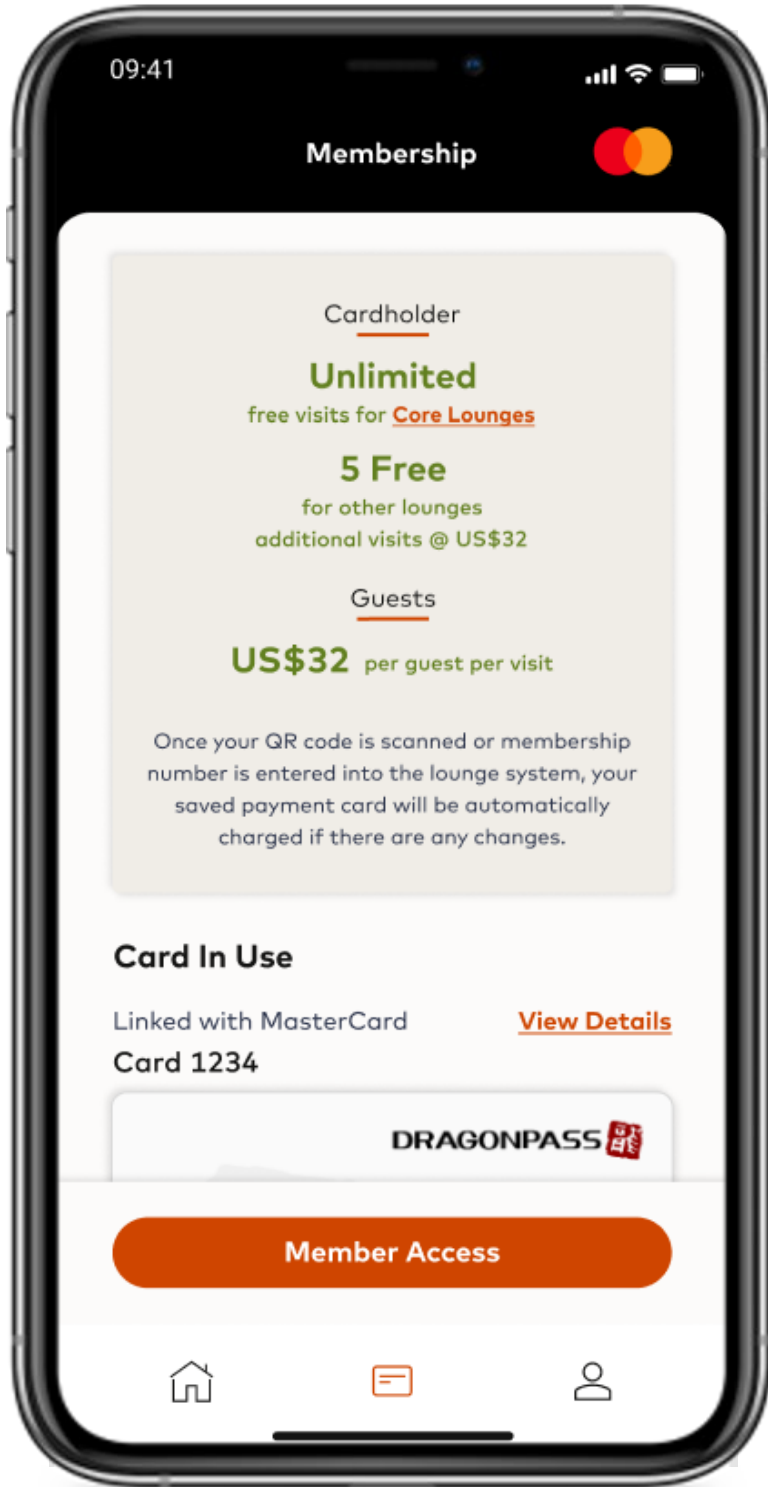 09:41
Membership
Cardholder
Unlimited
free visits for Core Lounges
5 Free
for other lounges
additional visits @ US$32
Guests
US$32 per guest per visit
Once your QR code is scanned or membership
number is entered into the lounge system, your
saved payment card will be automatically
charged if there are any changes.
Card In Use
Linked with MasterCard View Details
Card 1234
DRAGONPASS
Member Access